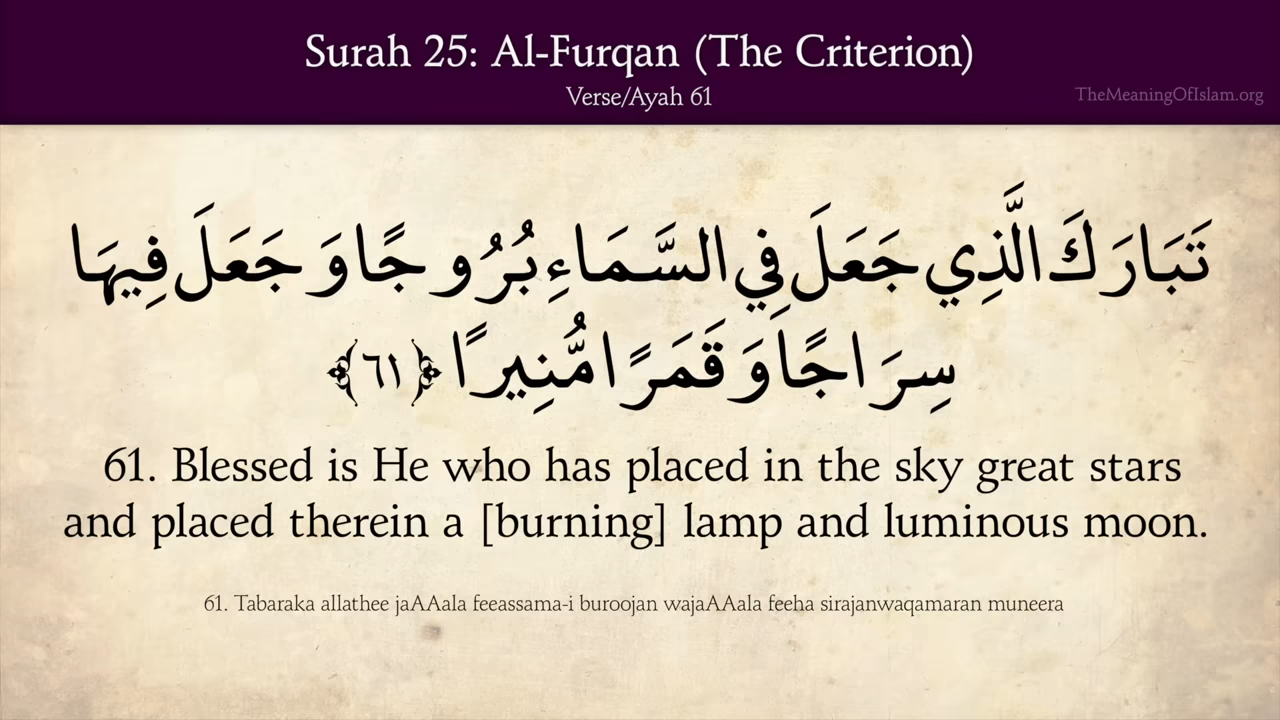 Surah 25: Al-Furqan (The Criterion)
Verse/Ayah 61
TheMeaningOfIslam.org
تَبَارَكَ الَّذِي جَعَلَ فِي السَّمَاءِ بُرُوجًا وَجَعَلَ فِيهَا
سِرَاجًا وَقَمَرًا مُّنِيرًا ﴿٦١﴾
61. Blessed is He who has placed in the sky great stars
and placed therein a [burning] lamp and luminous moon.
61. Tabaraka allathee jaAAala feeassama-i buroojan wajaAAala feeha sirajanwaqamaran muneera